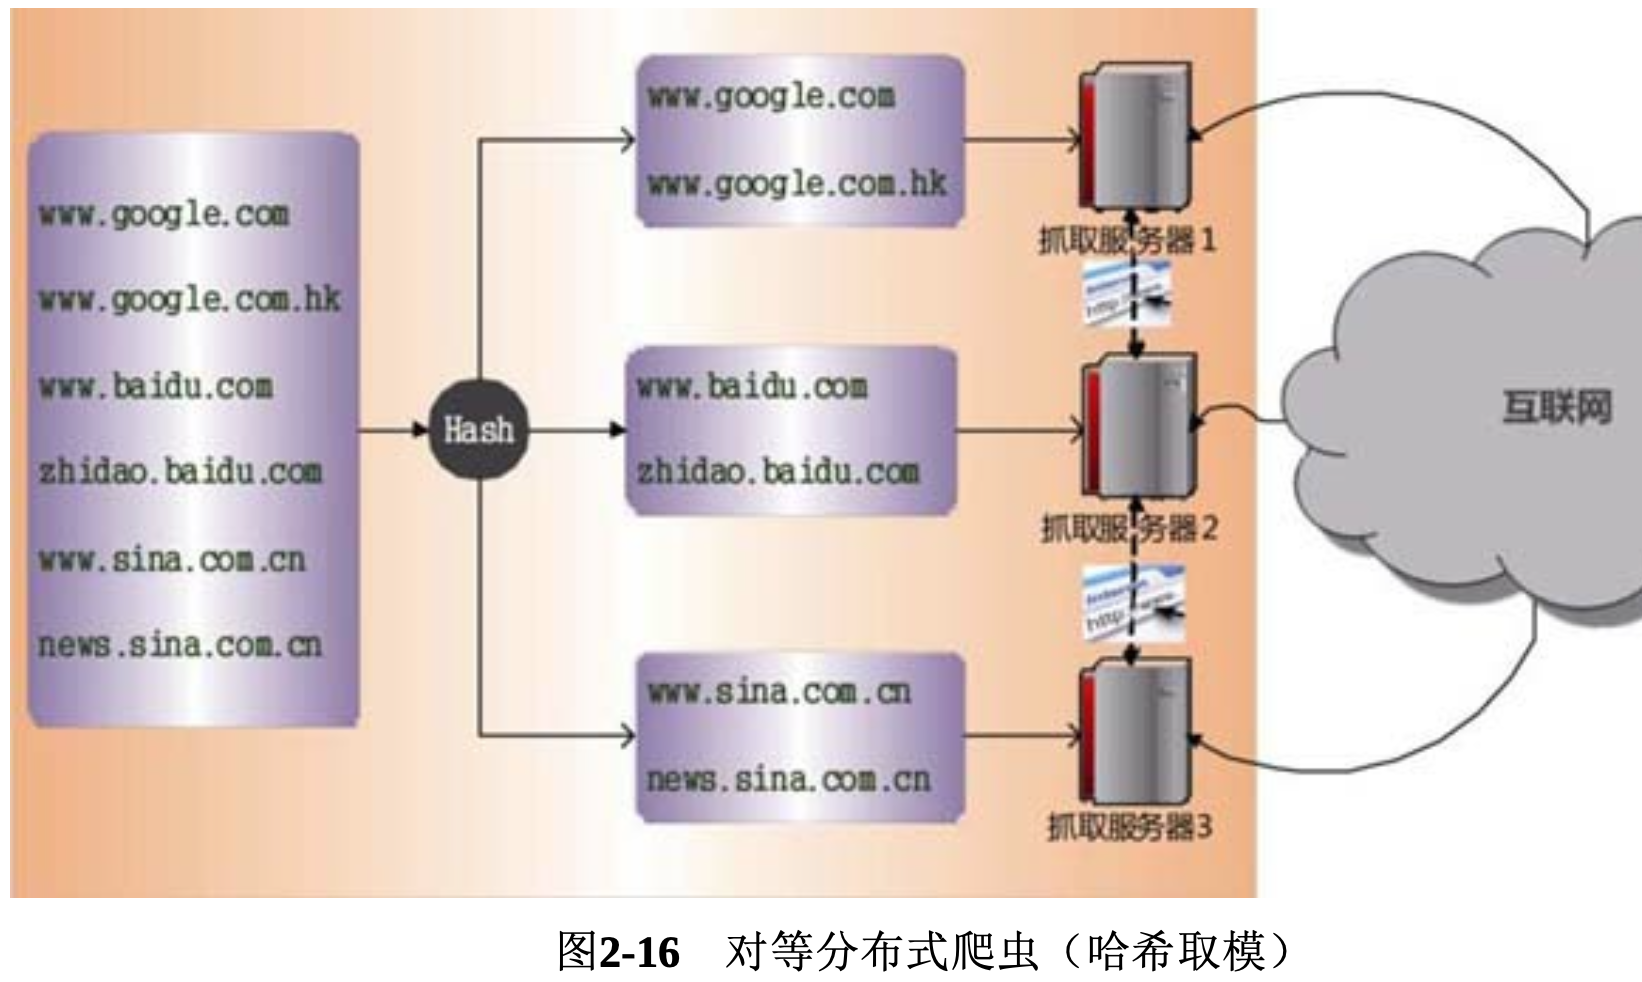 www.google.com
www.google.com.hk
www.baidu.com
zhidao.baidu.com
www.sina.com.cn
news.sina.com.cn
Hash
www.google.com
www.google.com.hk
www.baidu.com
zhidao.baidu.com
www.sina.com.cn
news.sina.com.cn
抓取服务器1
http
抓取服务器2
http
抓取服务器3
互联网
图2-16 对等分布式爬虫（哈希取模）